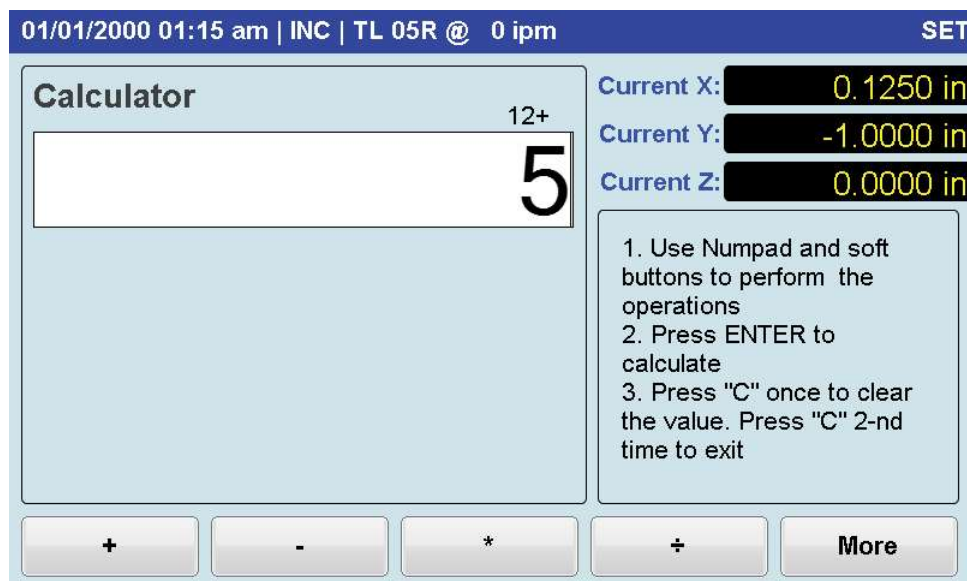 01/01/2000 01:15 am | INC | TL 05R @ 0 ipm SET
Calculator
12+
5
Current X: 0.1250 in
Current Y: -1.0000 in
Current Z: 0.0000 in
1. Use Numpad and soft
buttons to perform the
operations
2. Press ENTER to
calculate
3. Press "C" once to clear
the value. Press "C" 2-nd
time to exit
+ - * ÷ More